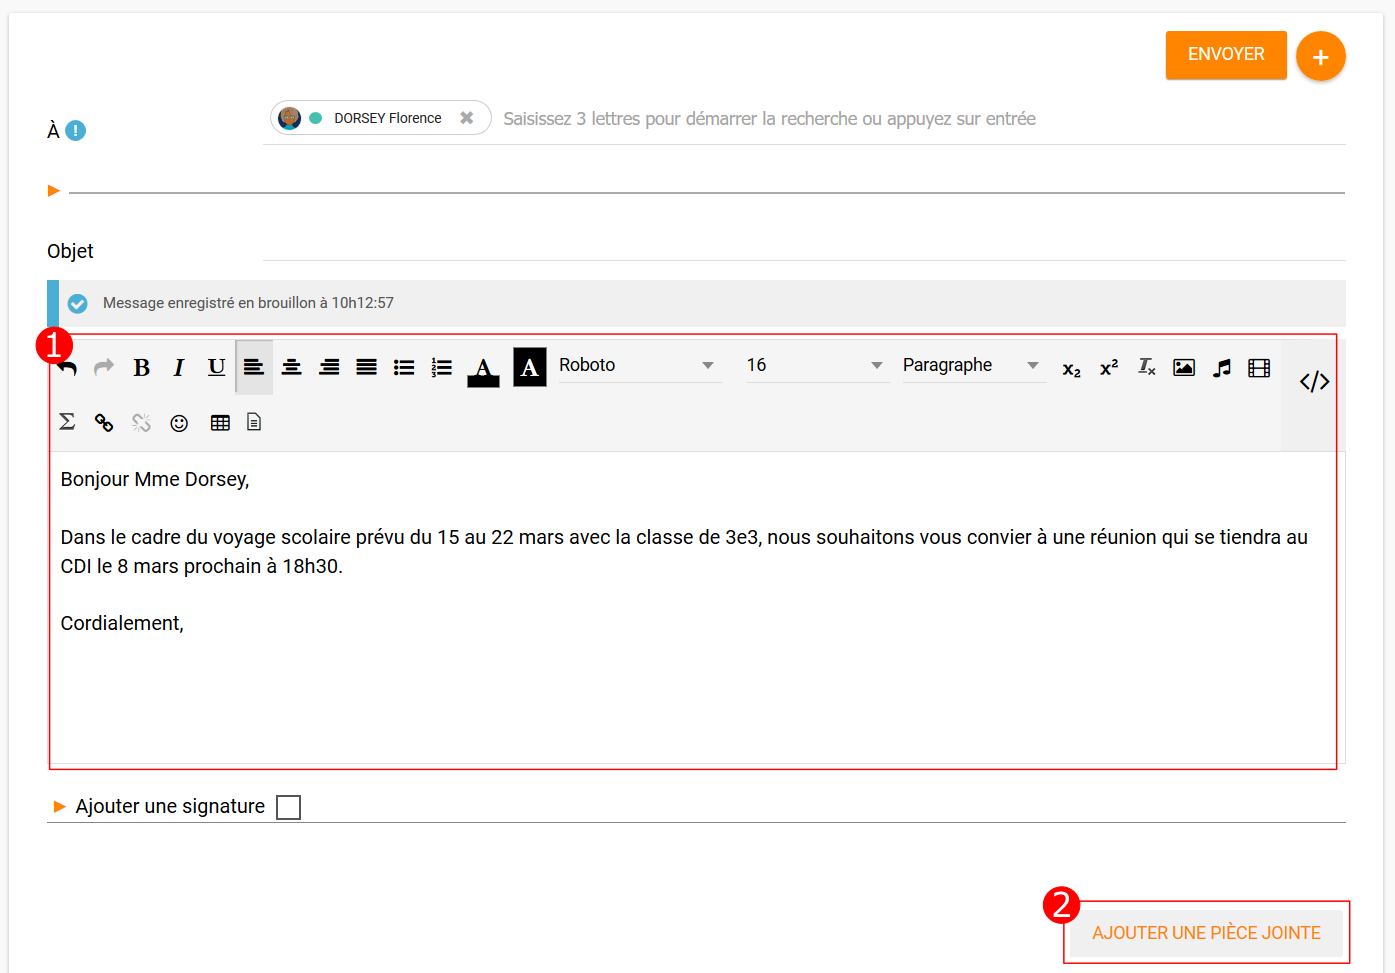 ENVOYER +
À ! DORSEY Florence ✖ Saisissez 3 lettres pour démarrer la recherche ou appuyez sur entrée
Objet
Message enregistré en brouillon à 10h12:57
1
B I U A A Roboto 16 Paragraphe x₂ x² Tx </>
Σ
Bonjour Mme Dorsey,
Dans le cadre du voyage scolaire prévu du 15 au 22 mars avec la classe de 3e3, nous souhaitons vous convier à une réunion qui se tiendra au
CDI le 8 mars prochain à 18h30.
Cordialement,
Ajouter une signature
2
AJOUTER UNE PIÈCE JOINTE